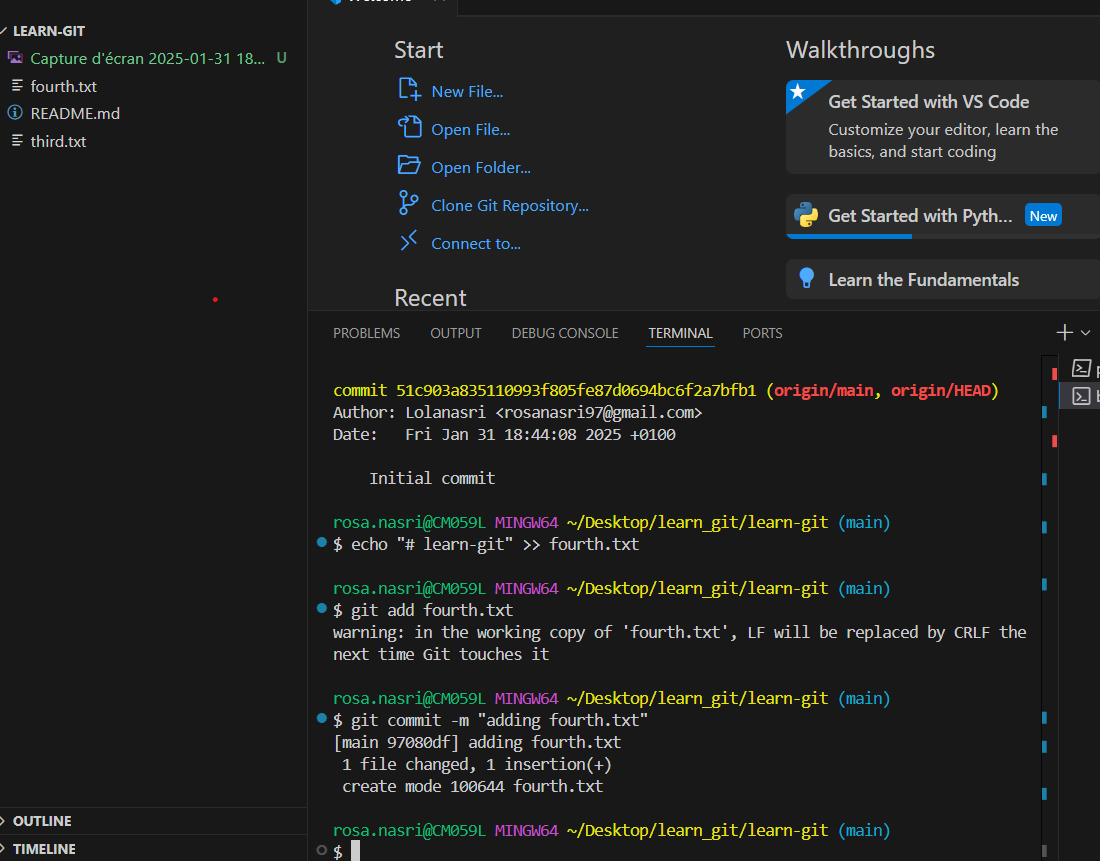 LEARN-GIT
Capture d'écran 2025-01-31 18... U
fourth.txt
README.md
third.txt
OUTLINE
TIMELINE
Welcome
Start
New File...
Open File...
Open Folder...
Clone Git Repository...
Connect to...
Recent
Walkthroughs
Get Started with VS Code
Customize your editor, learn the
basics, and start coding
Get Started with Pyth... New
Learn the Fundamentals
PROBLEMS OUTPUT DEBUG CONSOLE TERMINAL PORTS
commit 51c903a835110993f805fe87d0694bc6f2a7bfb1 (origin/main, origin/HEAD)
Author: Lolanasri <rosanasri97@gmail.com>
Date:   Fri Jan 31 18:44:08 2025 +0100
    Initial commit
rosa.nasri@CM059L MINGW64 ~/Desktop/learn_git/learn-git (main)
$ echo "# learn-git" >> fourth.txt
rosa.nasri@CM059L MINGW64 ~/Desktop/learn_git/learn-git (main)
$ git add fourth.txt
warning: in the working copy of 'fourth.txt', LF will be replaced by CRLF the
next time Git touches it
rosa.nasri@CM059L MINGW64 ~/Desktop/learn_git/learn-git (main)
$ git commit -m "adding fourth.txt"
[main 97080df] adding fourth.txt
 1 file changed, 1 insertion(+)
 create mode 100644 fourth.txt
rosa.nasri@CM059L MINGW64 ~/Desktop/learn_git/learn-git (main)
$